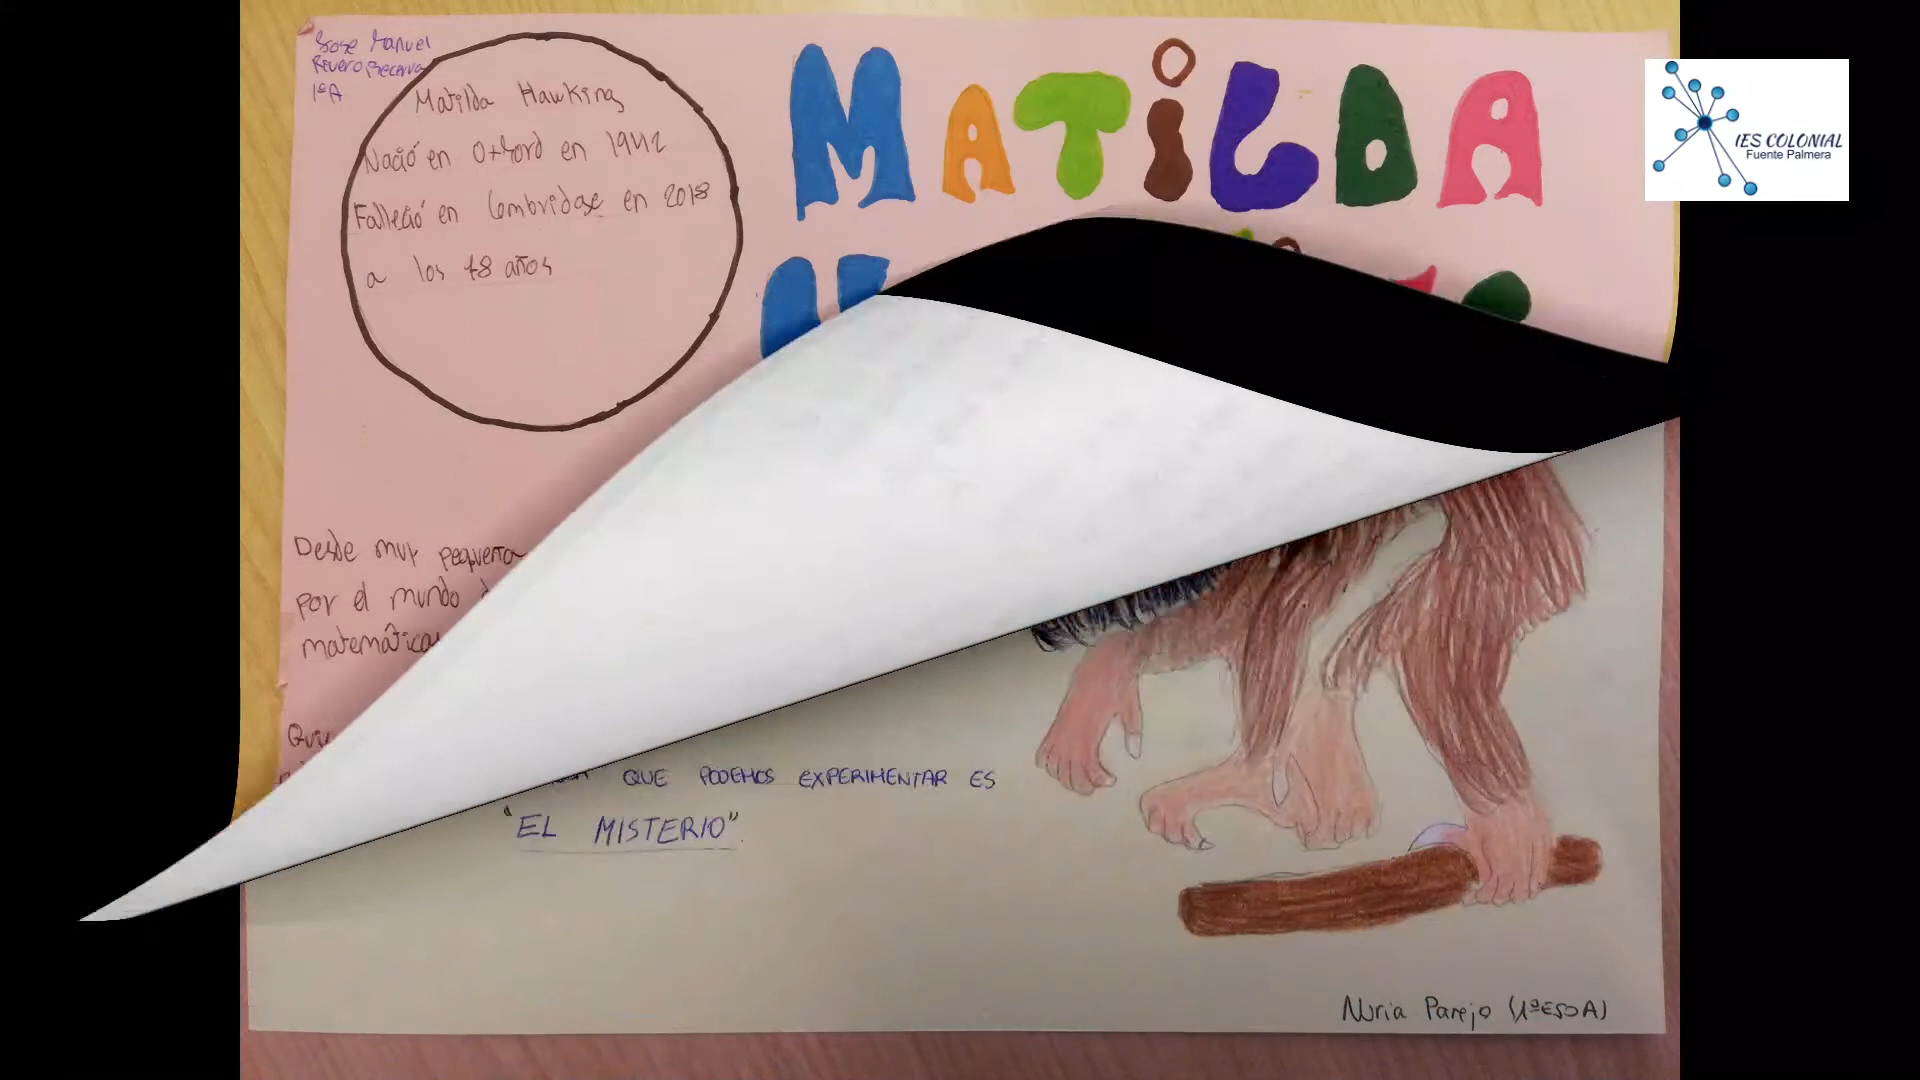 Jose Manuel
Rivero Becerra
1ºA
Matilda Hawking
Nació en Oxford en 1942
Falleció en Cambridge en 2018
a los 78 años
MATILDA
IES COLONIAL
Fuente Palmera
Desde muy pequeña
por el mundo
matemáticas
QUE PODEMOS EXPERIMENTAR ES
"EL MISTERIO".
Nuria Parejo (1ºESO A)